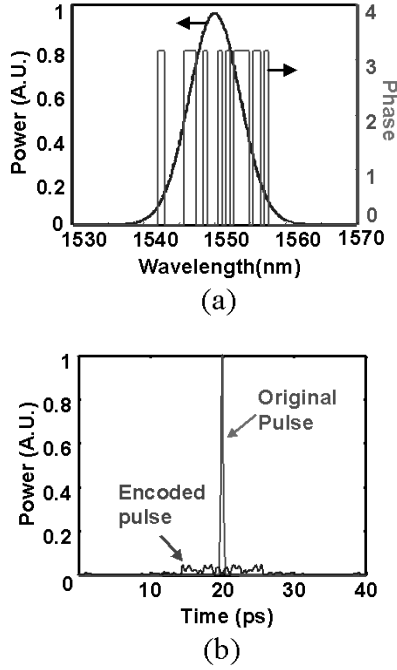 1
4
0.8
3
0.6
2
0.4
1
0.2
0
0
Power (A.U.)
Phase
1530 1540 1550 1560 1570
Wavelength(nm)
(a)
1
0.8
0.6
0.4
0.2
0
Power (A.U.)
Original
Pulse
Encoded
pulse
0 10 20 30 40
Time (ps)
(b)